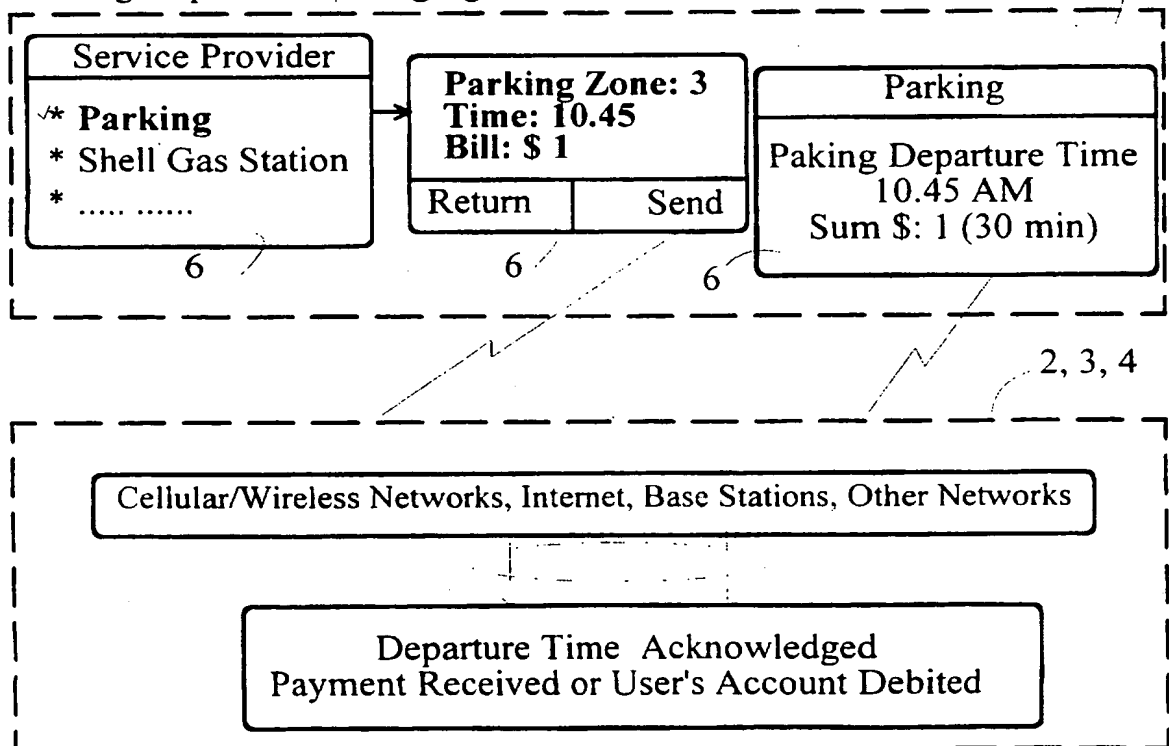 Service Provider
* Parking
* Shell Gas Station
* ..... ......
Parking Zone: 3
Time: 10.45
Bill: $ 1
Return Send
Parking
Paking Departure Time
10.45 AM
Sum $: 1 (30 min)
6 6 6
2, 3, 4
Cellular/Wireless Networks, Internet, Base Stations, Other Networks
Departure Time Acknowledged
Payment Received or User's Account Debited